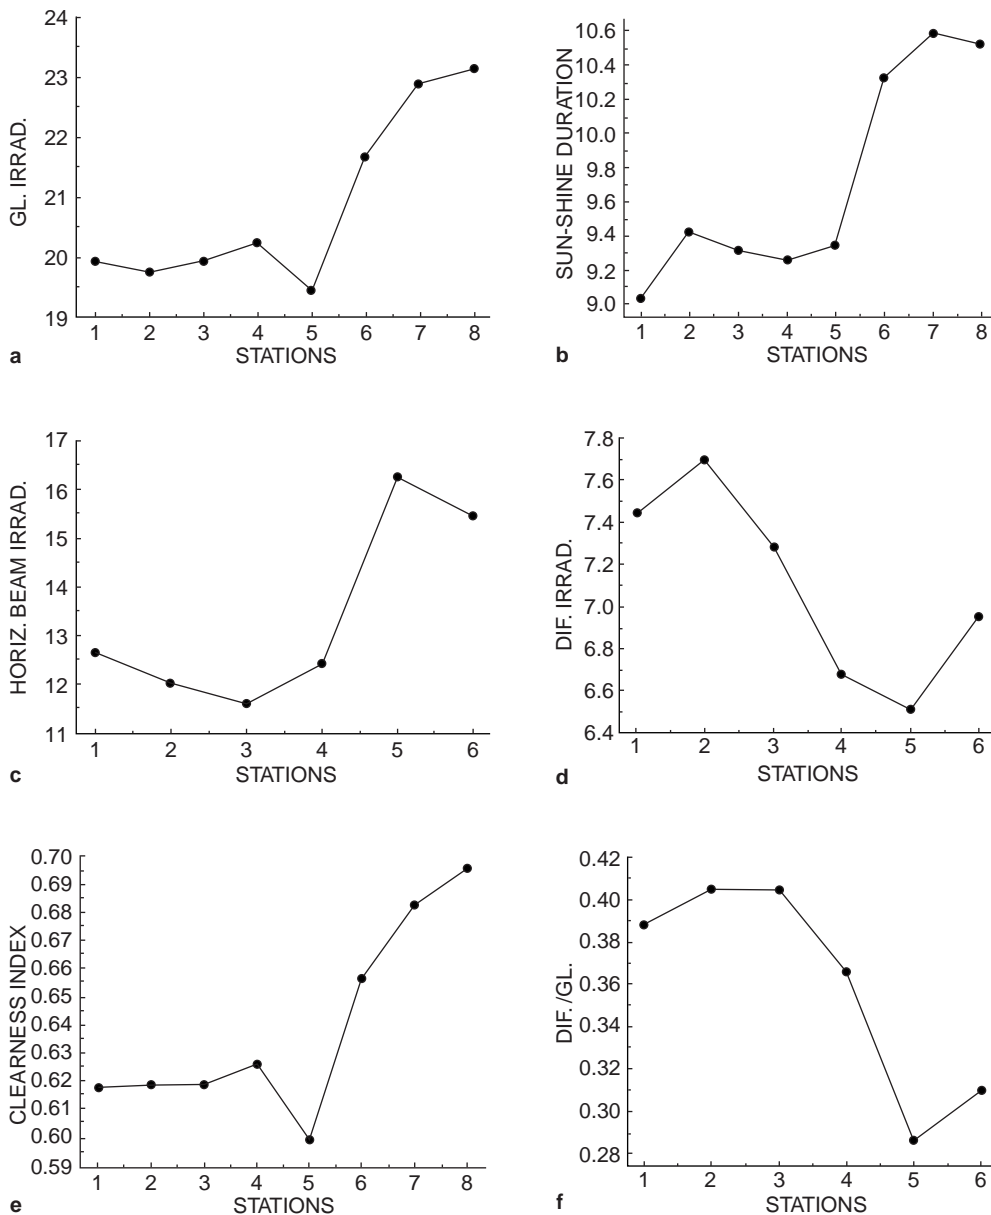 GL. IRRAD.
24
23
22
21
20
19
1 2 3 4 5 6 7 8
STATIONS
a
SUN-SHINE DURATION
10.6
10.4
10.2
10.0
9.8
9.6
9.4
9.2
9.0
1 2 3 4 5 6 7 8
STATIONS
b
HORIZ. BEAM IRRAD.
17
16
15
14
13
12
11
1 2 3 4 5 6
STATIONS
c
DIF. IRRAD.
7.8
7.6
7.4
7.2
7.0
6.8
6.6
6.4
1 2 3 4 5 6
STATIONS
d
CLEARNESS INDEX
0.70
0.69
0.68
0.67
0.66
0.65
0.64
0.63
0.62
0.61
0.60
0.59
1 2 3 4 5 6 7 8
STATIONS
e
DIF. /GL.
0.42
0.40
0.38
0.36
0.34
0.32
0.30
0.28
1 2 3 4 5 6
STATIONS
f